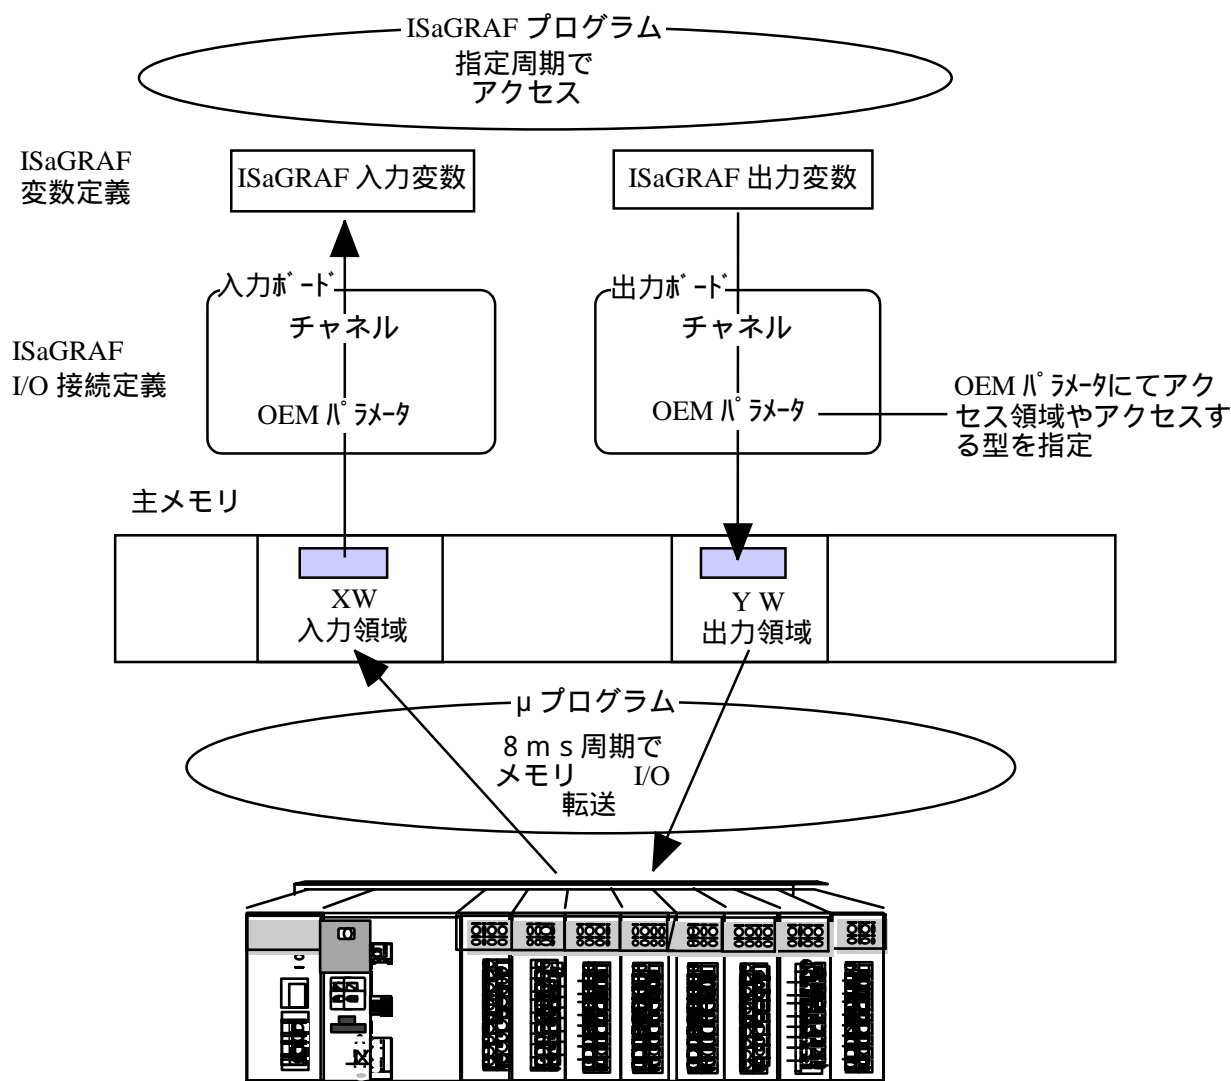 ISaGRAF プログラム
指定周期で
アクセス
ISaGRAF
変数定義
ISaGRAF 入力変数
ISaGRAF 出力変数
入力ﾎﾞｰﾄﾞ
出力ﾎﾞｰﾄﾞ
チャネル
チャネル
ISaGRAF
I/O 接続定義
OEM ﾊﾟﾗﾒｰﾀ
OEM ﾊﾟﾗﾒｰﾀ
OEM ﾊﾟﾗﾒｰﾀにてアク
セス領域やアクセスす
る型を指定
主メモリ
XW
入力領域
Y W
出力領域
μ プログラム
8 m s 周期で
メモリ　I/O
転送